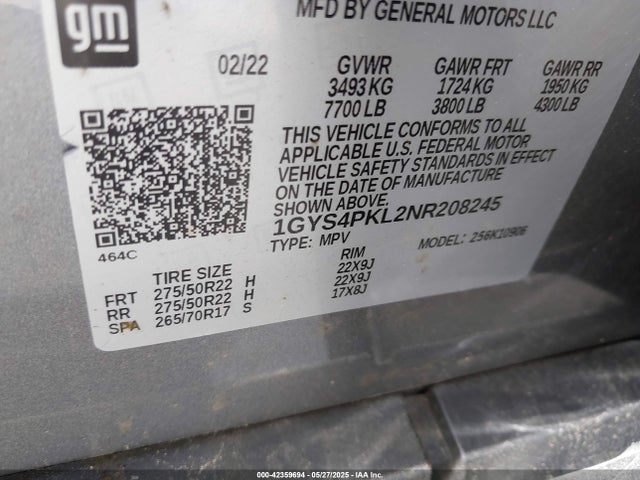 gm
MFD BY GENERAL MOTORS LLC
02/22 GVWR GAWR FRT GAWR RR
3493 KG 1724 KG 1950 KG
7700 LB 3800 LB 4300 LB
THIS VEHICLE CONFORMS TO ALL
APPLICABLE U.S. FEDERAL MOTOR
VEHICLE SAFETY STANDARDS IN EFFECT
ON THE DATE OF MANUFACTURE
SHOWN ABOVE.
1GYS4PKL2NR208245
464C
TYPE: MPV MODEL: 256K10906
TIRE SIZE RIM
FRT 275/50R22 H 22X9J
RR 275/50R22 H 22X9J
SPA 265/70R17 S 17X8J
000-42359694 - 05/27/2025 - IAA, Inc.